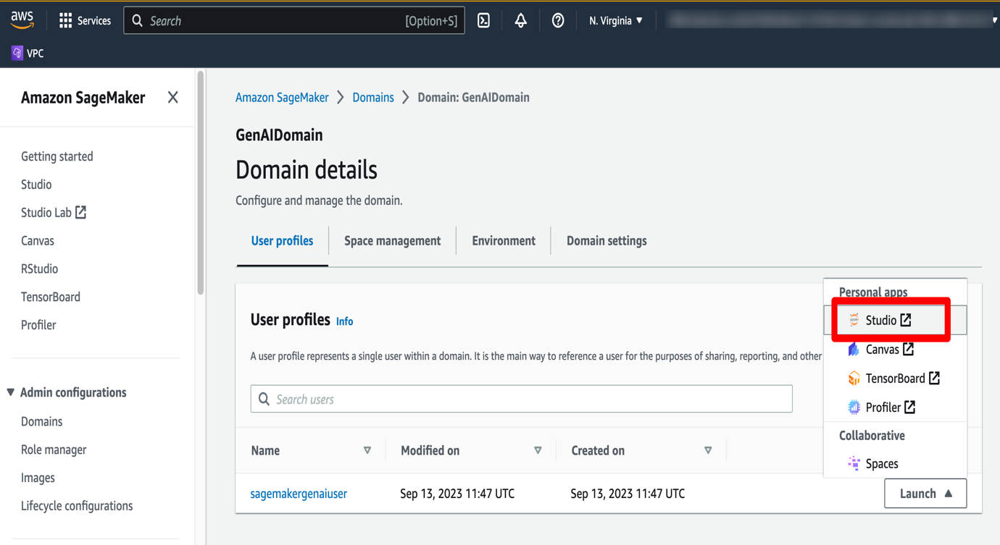 aws
Services
Search
[Option+S]
N. Virginia
VPC
Amazon SageMaker
Getting started
Studio
Studio Lab
Canvas
RStudio
TensorBoard
Profiler
Admin configurations
Domains
Role manager
Images
Lifecycle configurations
Amazon SageMaker
Domains
Domain: GenAIDomain
GenAIDomain
Domain details
Configure and manage the domain.
User profiles
Space management
Environment
Domain settings
User profiles Info
A user profile represents a single user within a domain. It is the main way to reference a user for the purposes of sharing, reporting, and other
Search users
Name
Modified on
Created on
sagemakergenaiuser
Sep 13, 2023 11:47 UTC
Sep 13, 2023 11:47 UTC
Personal apps
Studio
Canvas
TensorBoard
Profiler
Collaborative
Spaces
Launch